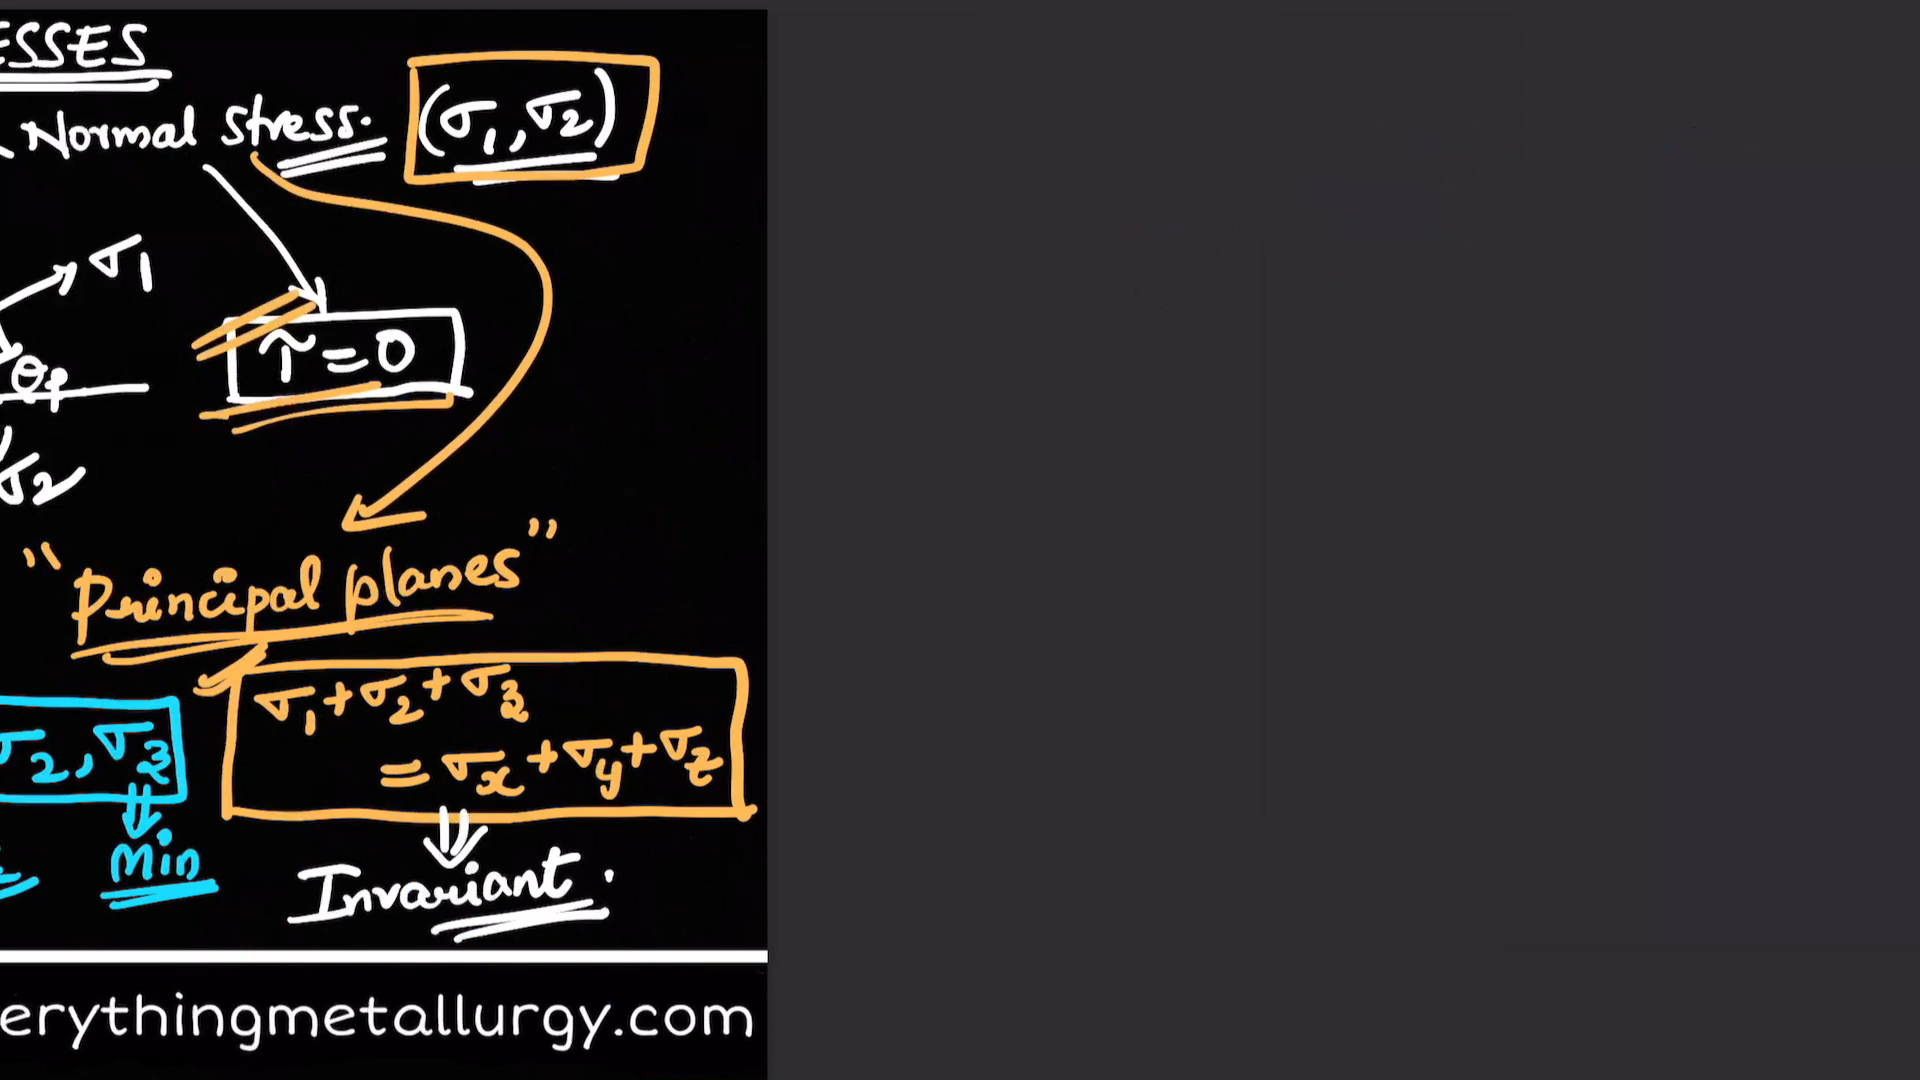 ESSES
Normal stress. (σ1, σ2)
σ1
τ = 0
θp
σ2
"Principal planes"
σ1 + σ2 + σ3
= σx + σy + σz
σ2, σ3
Min
Invariant.
erythingmetallurgy.com